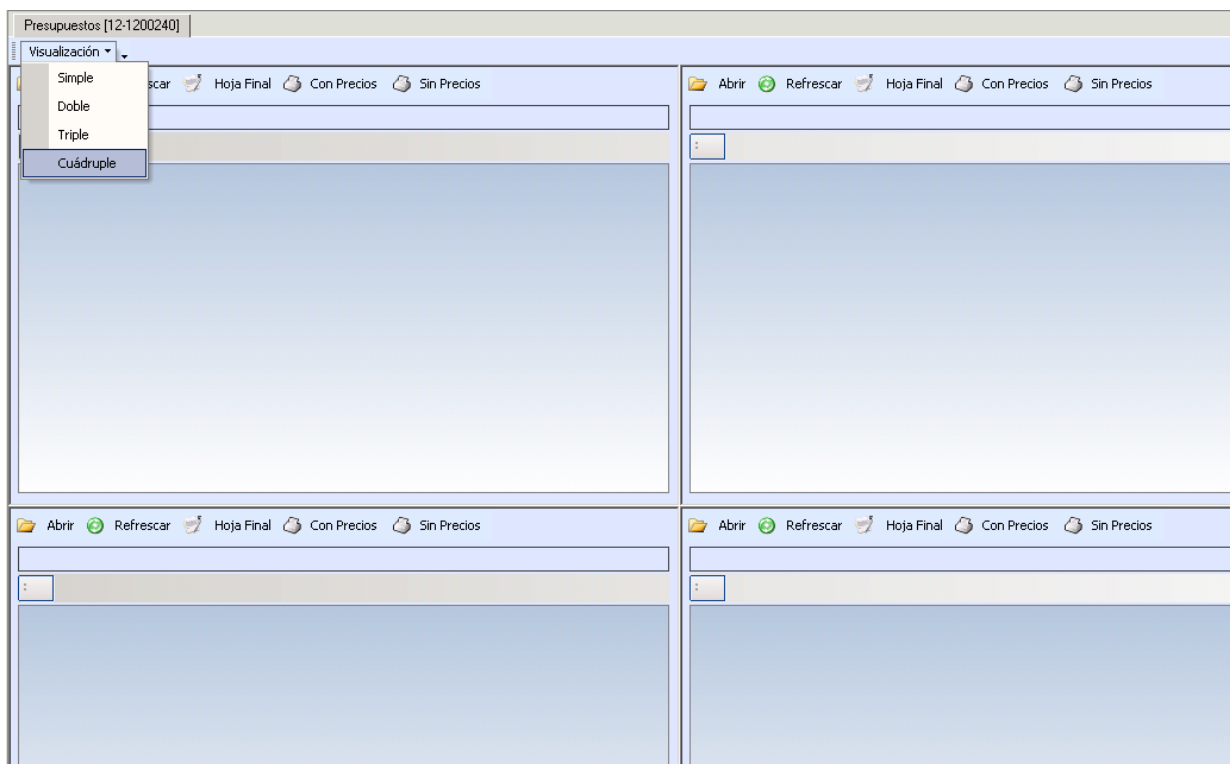 Presupuestos [12-1200240]
Visualización
Simple
Doble
Triple
Cuádruple
scar Hoja Final Con Precios Sin Precios
Abrir Refrescar Hoja Final Con Precios Sin Precios
Abrir Refrescar Hoja Final Con Precios Sin Precios
Abrir Refrescar Hoja Final Con Precios Sin Precios